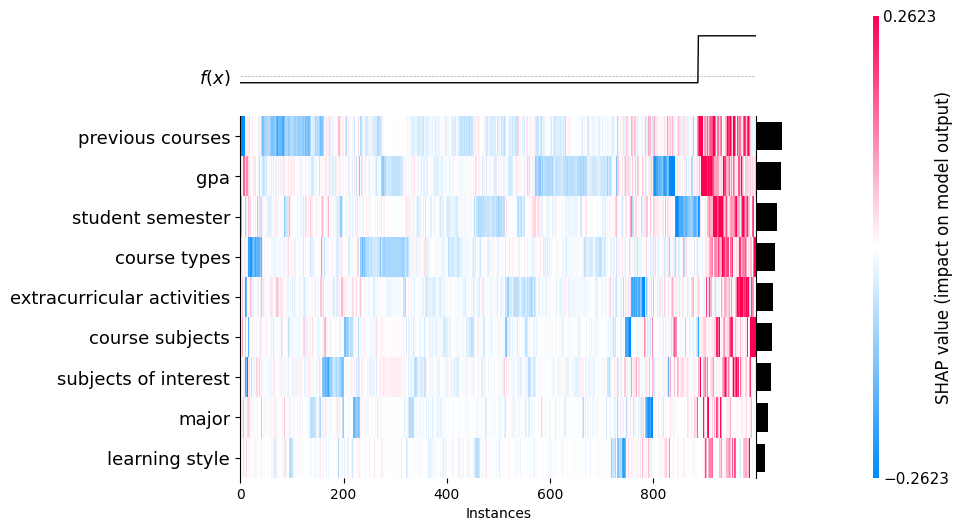 0.2623
f(x)
previous courses
gpa
student semester
course types
extracurricular activities
course subjects
subjects of interest
major
learning style
0 200 400 600 800
Instances
SHAP value (impact on model output)
−0.2623